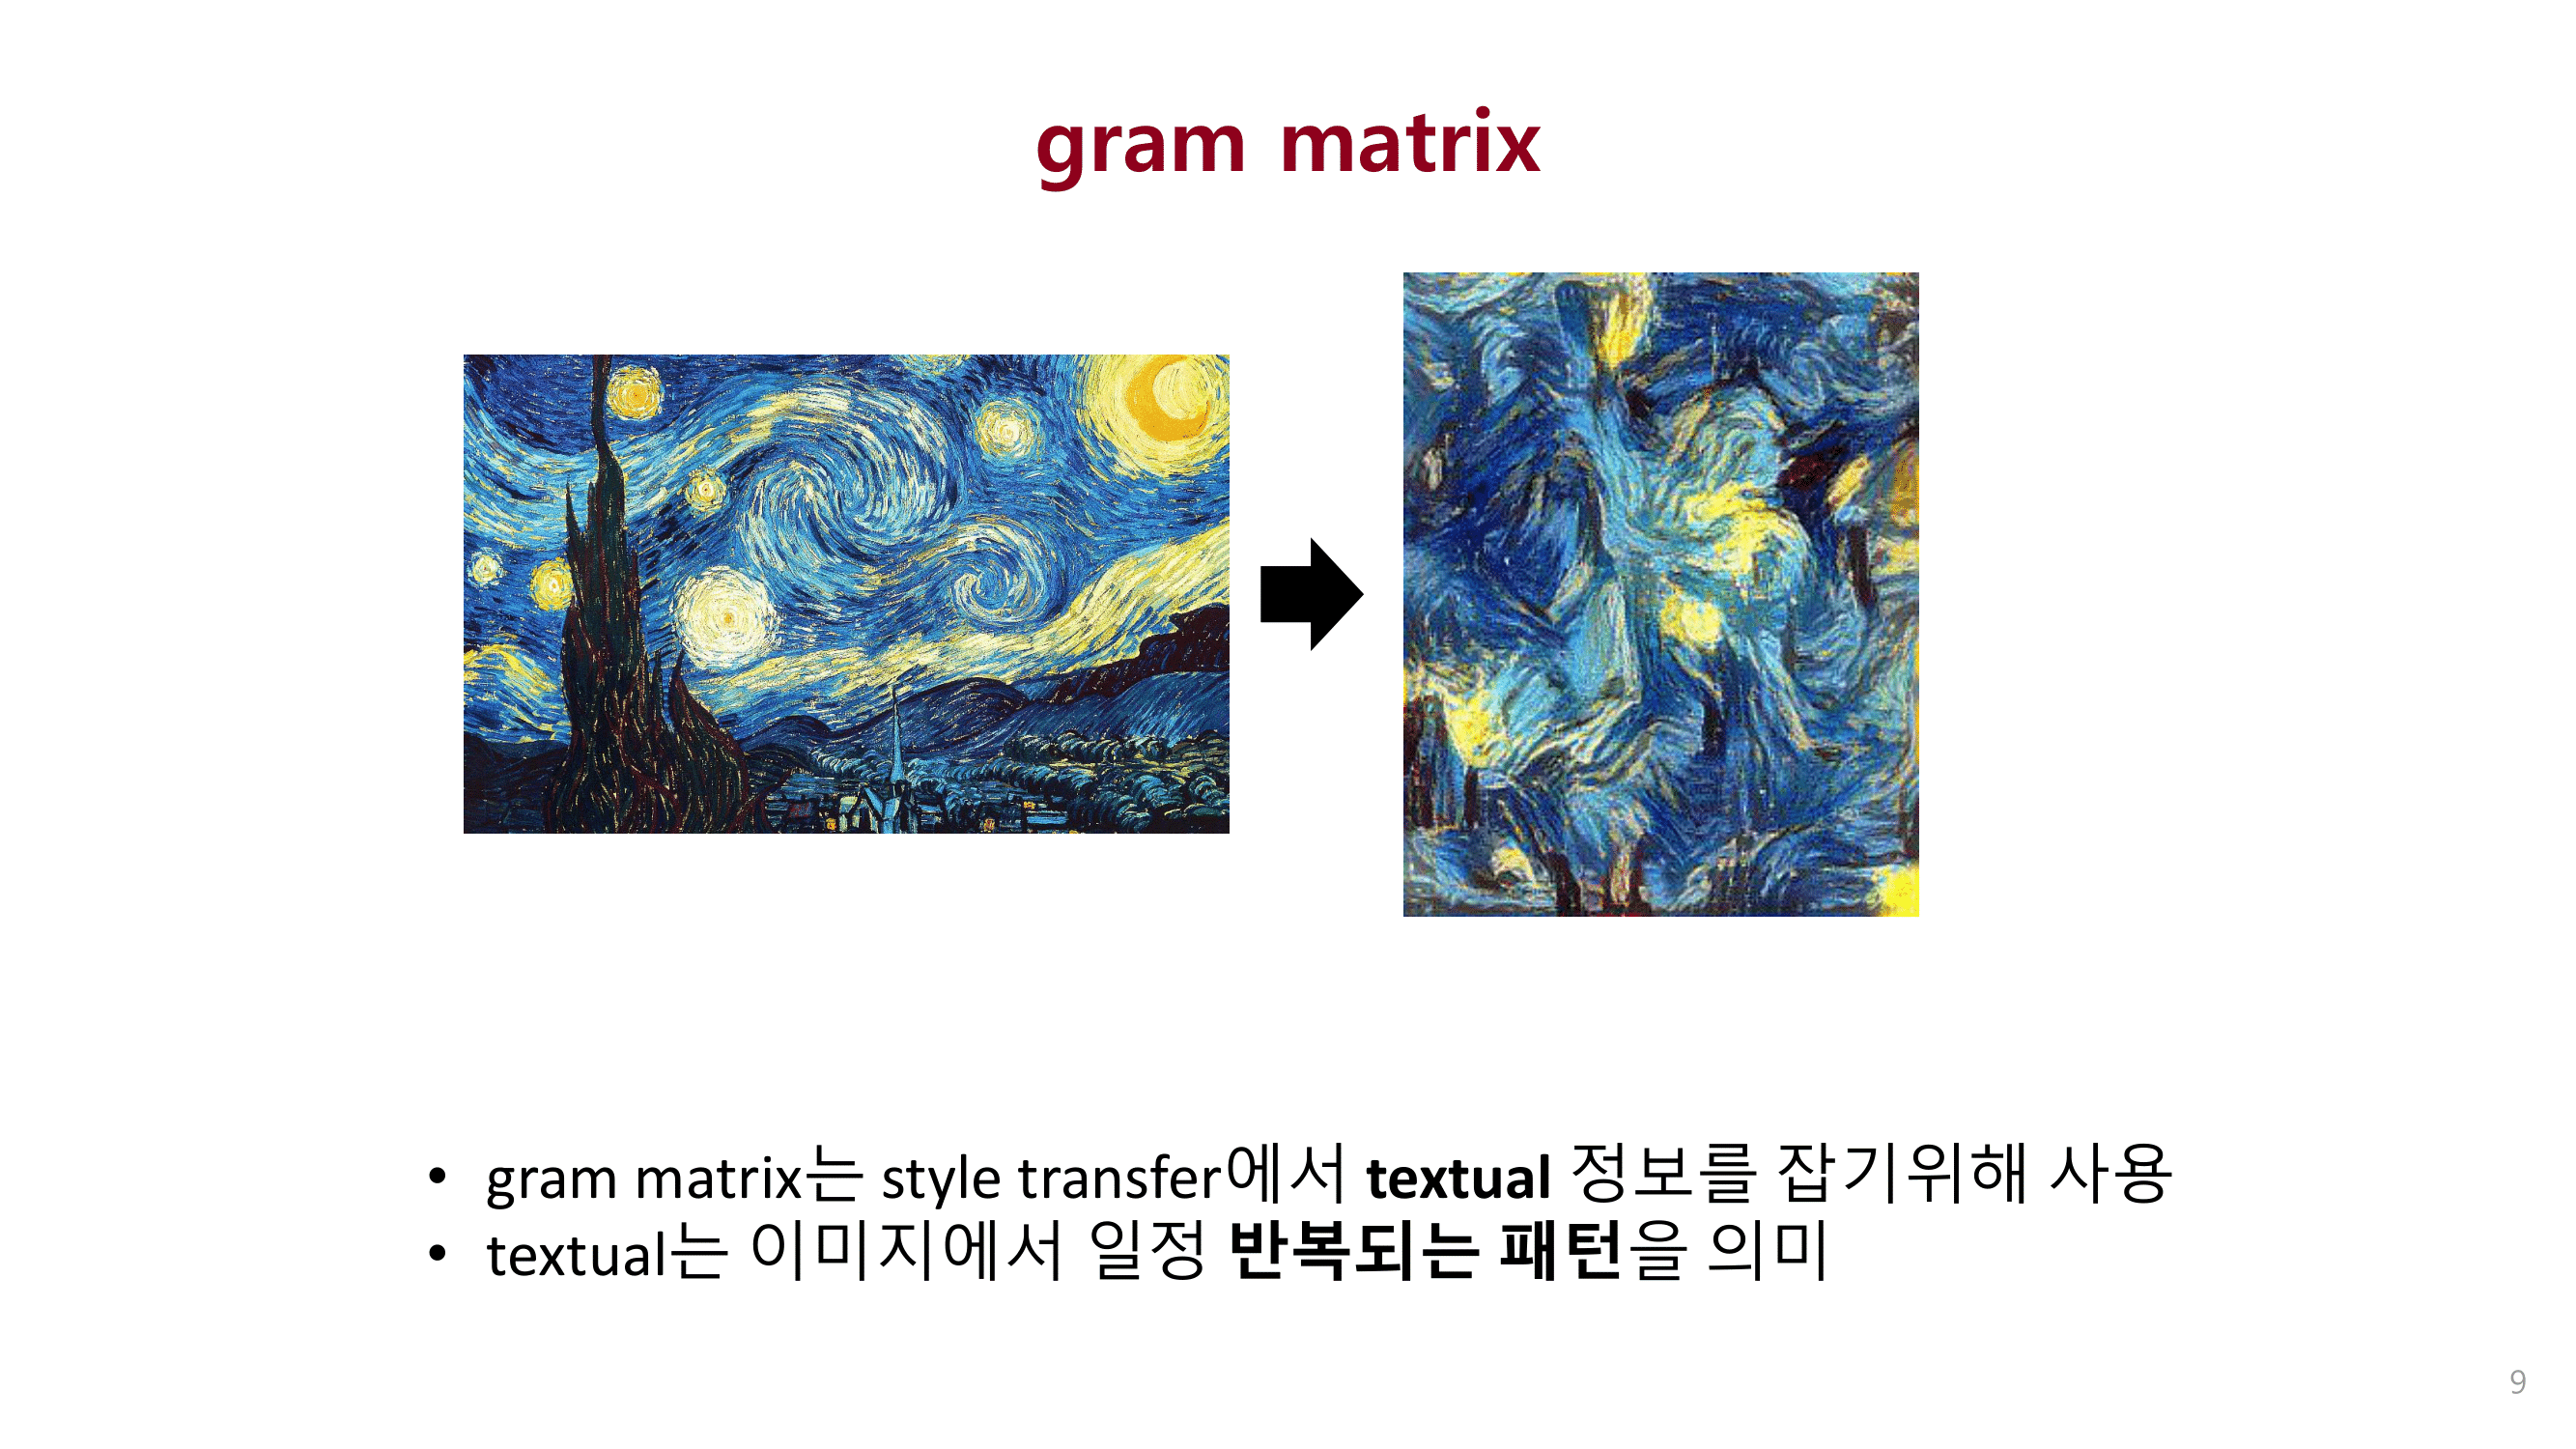 gram matrix
• gram matrix는 style transfer에서 textual 정보를 잡기위해 사용
• textual는 이미지에서 일정 반복되는 패턴을 의미
9